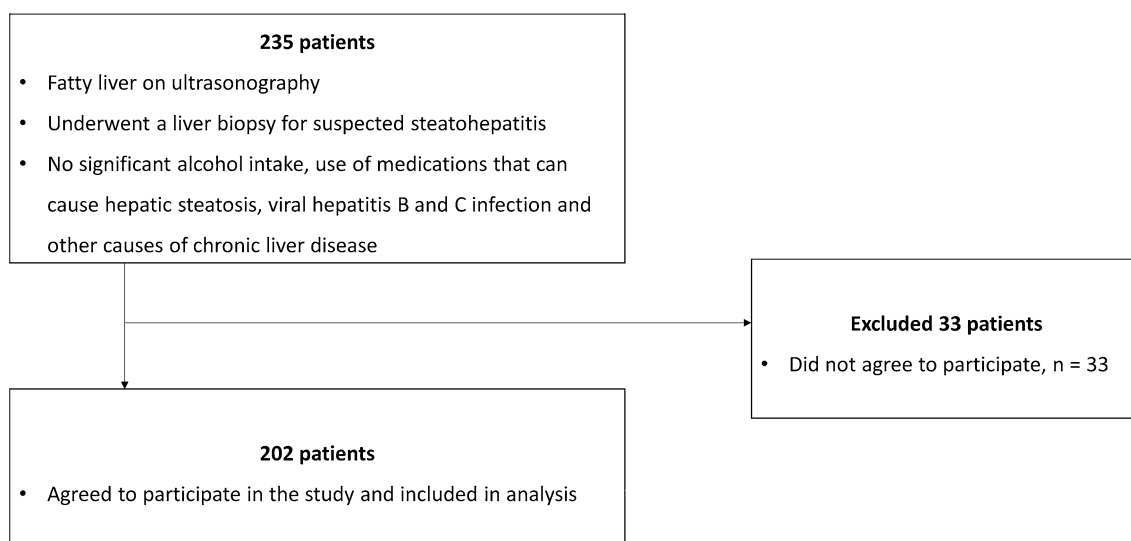 235 patients
• Fatty liver on ultrasonography
• Underwent a liver biopsy for suspected steatohepatitis
• No significant alcohol intake, use of medications that can
cause hepatic steatosis, viral hepatitis B and C infection and
other causes of chronic liver disease
Excluded 33 patients
• Did not agree to participate, n = 33
202 patients
• Agreed to participate in the study and included in analysis